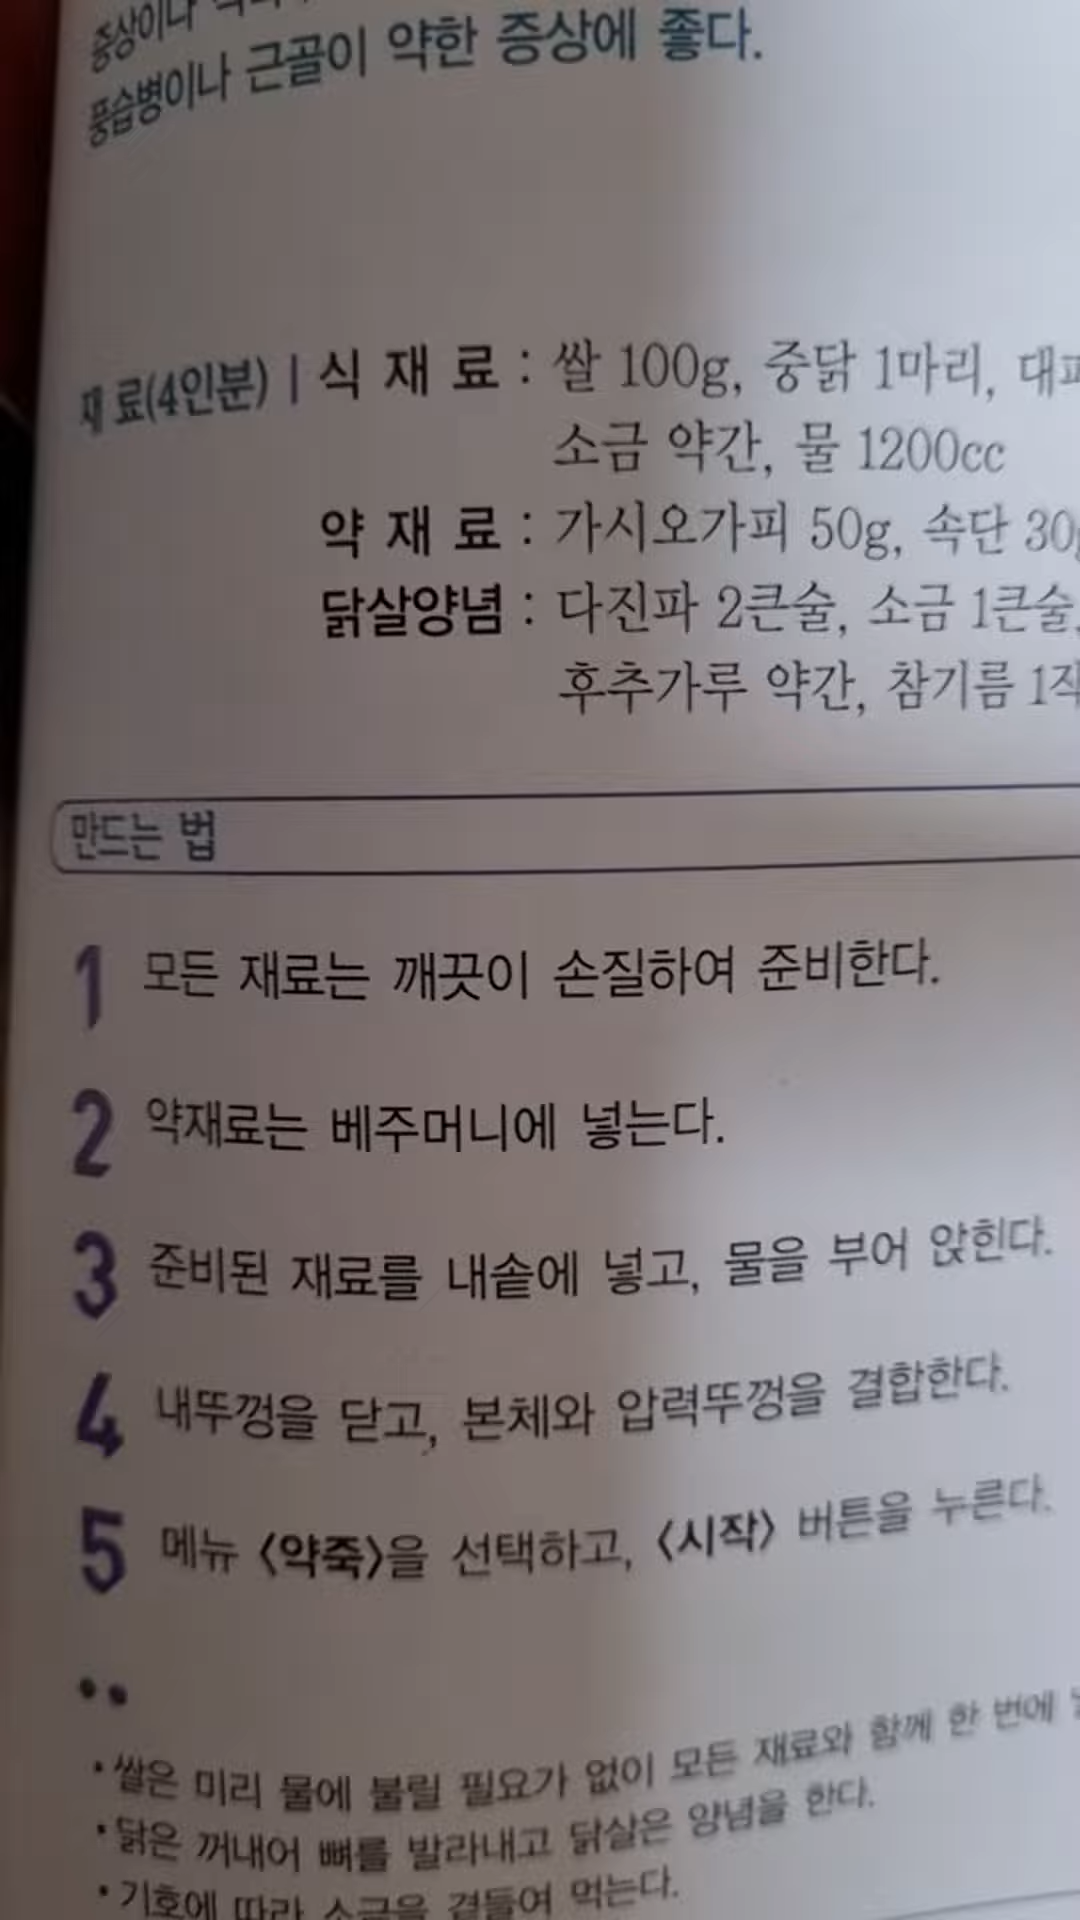 증상이나
풍습병이나 근골이 약한 증상에 좋다.
재 료(4인분) | 식 재 료 : 쌀 100g, 중닭 1마리, 대파
소금 약간, 물 1200cc
약 재 료 : 가시오가피 50g, 속단 30g
닭살양념 : 다진파 2큰술, 소금 1큰술,
후추가루 약간, 참기름 1작
만드는 법
1 모든 재료는 깨끗이 손질하여 준비한다.
2 약재료는 베주머니에 넣는다.
3 준비된 재료를 내솥에 넣고, 물을 부어 앉힌다.
4 내뚜껑을 닫고, 본체와 압력뚜껑을 결합한다.
5 메뉴 〈약죽〉을 선택하고, 〈시작〉 버튼을 누른다.
• 쌀은 미리 물에 불릴 필요가 없이 모든 재료와 함께 한 번에
• 닭은 꺼내어 뼈를 발라내고 닭살은 양념을 한다.
• 기호에 따라 소금을 곁들여 먹는다.